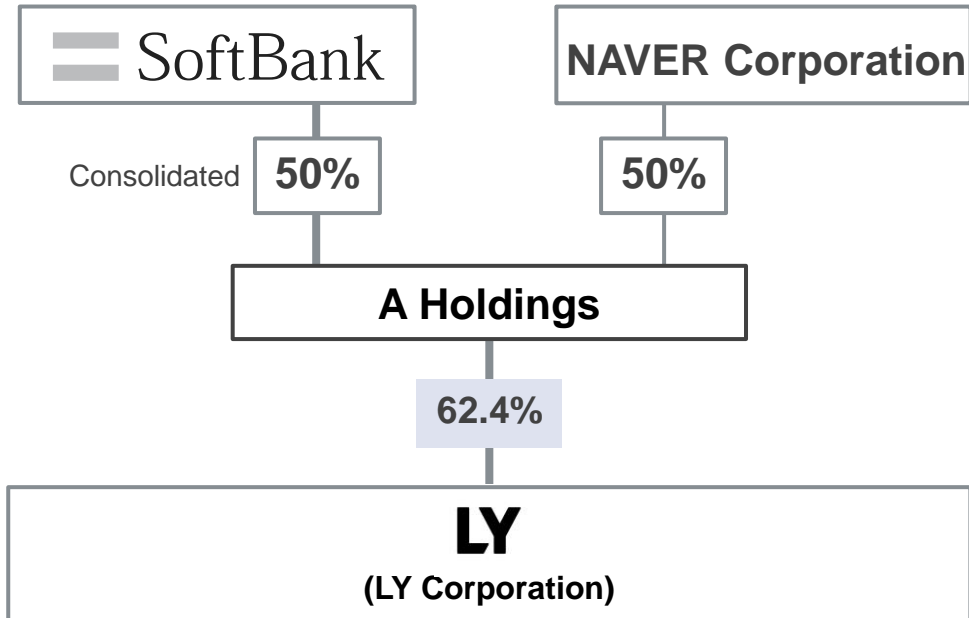 SoftBank
NAVER Corporation
Consolidated
50%
50%
A Holdings
62.4%
LY
(LY Corporation)